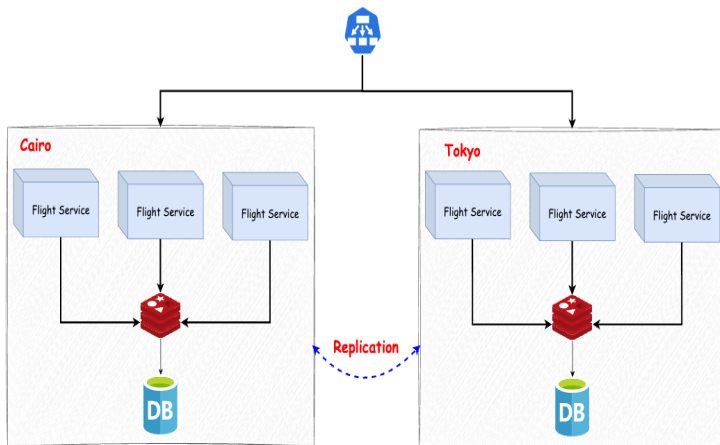 Cairo
Flight Service
Flight Service
Flight Service
DB
Replication
Tokyo
Flight Service
Flight Service
Flight Service
DB